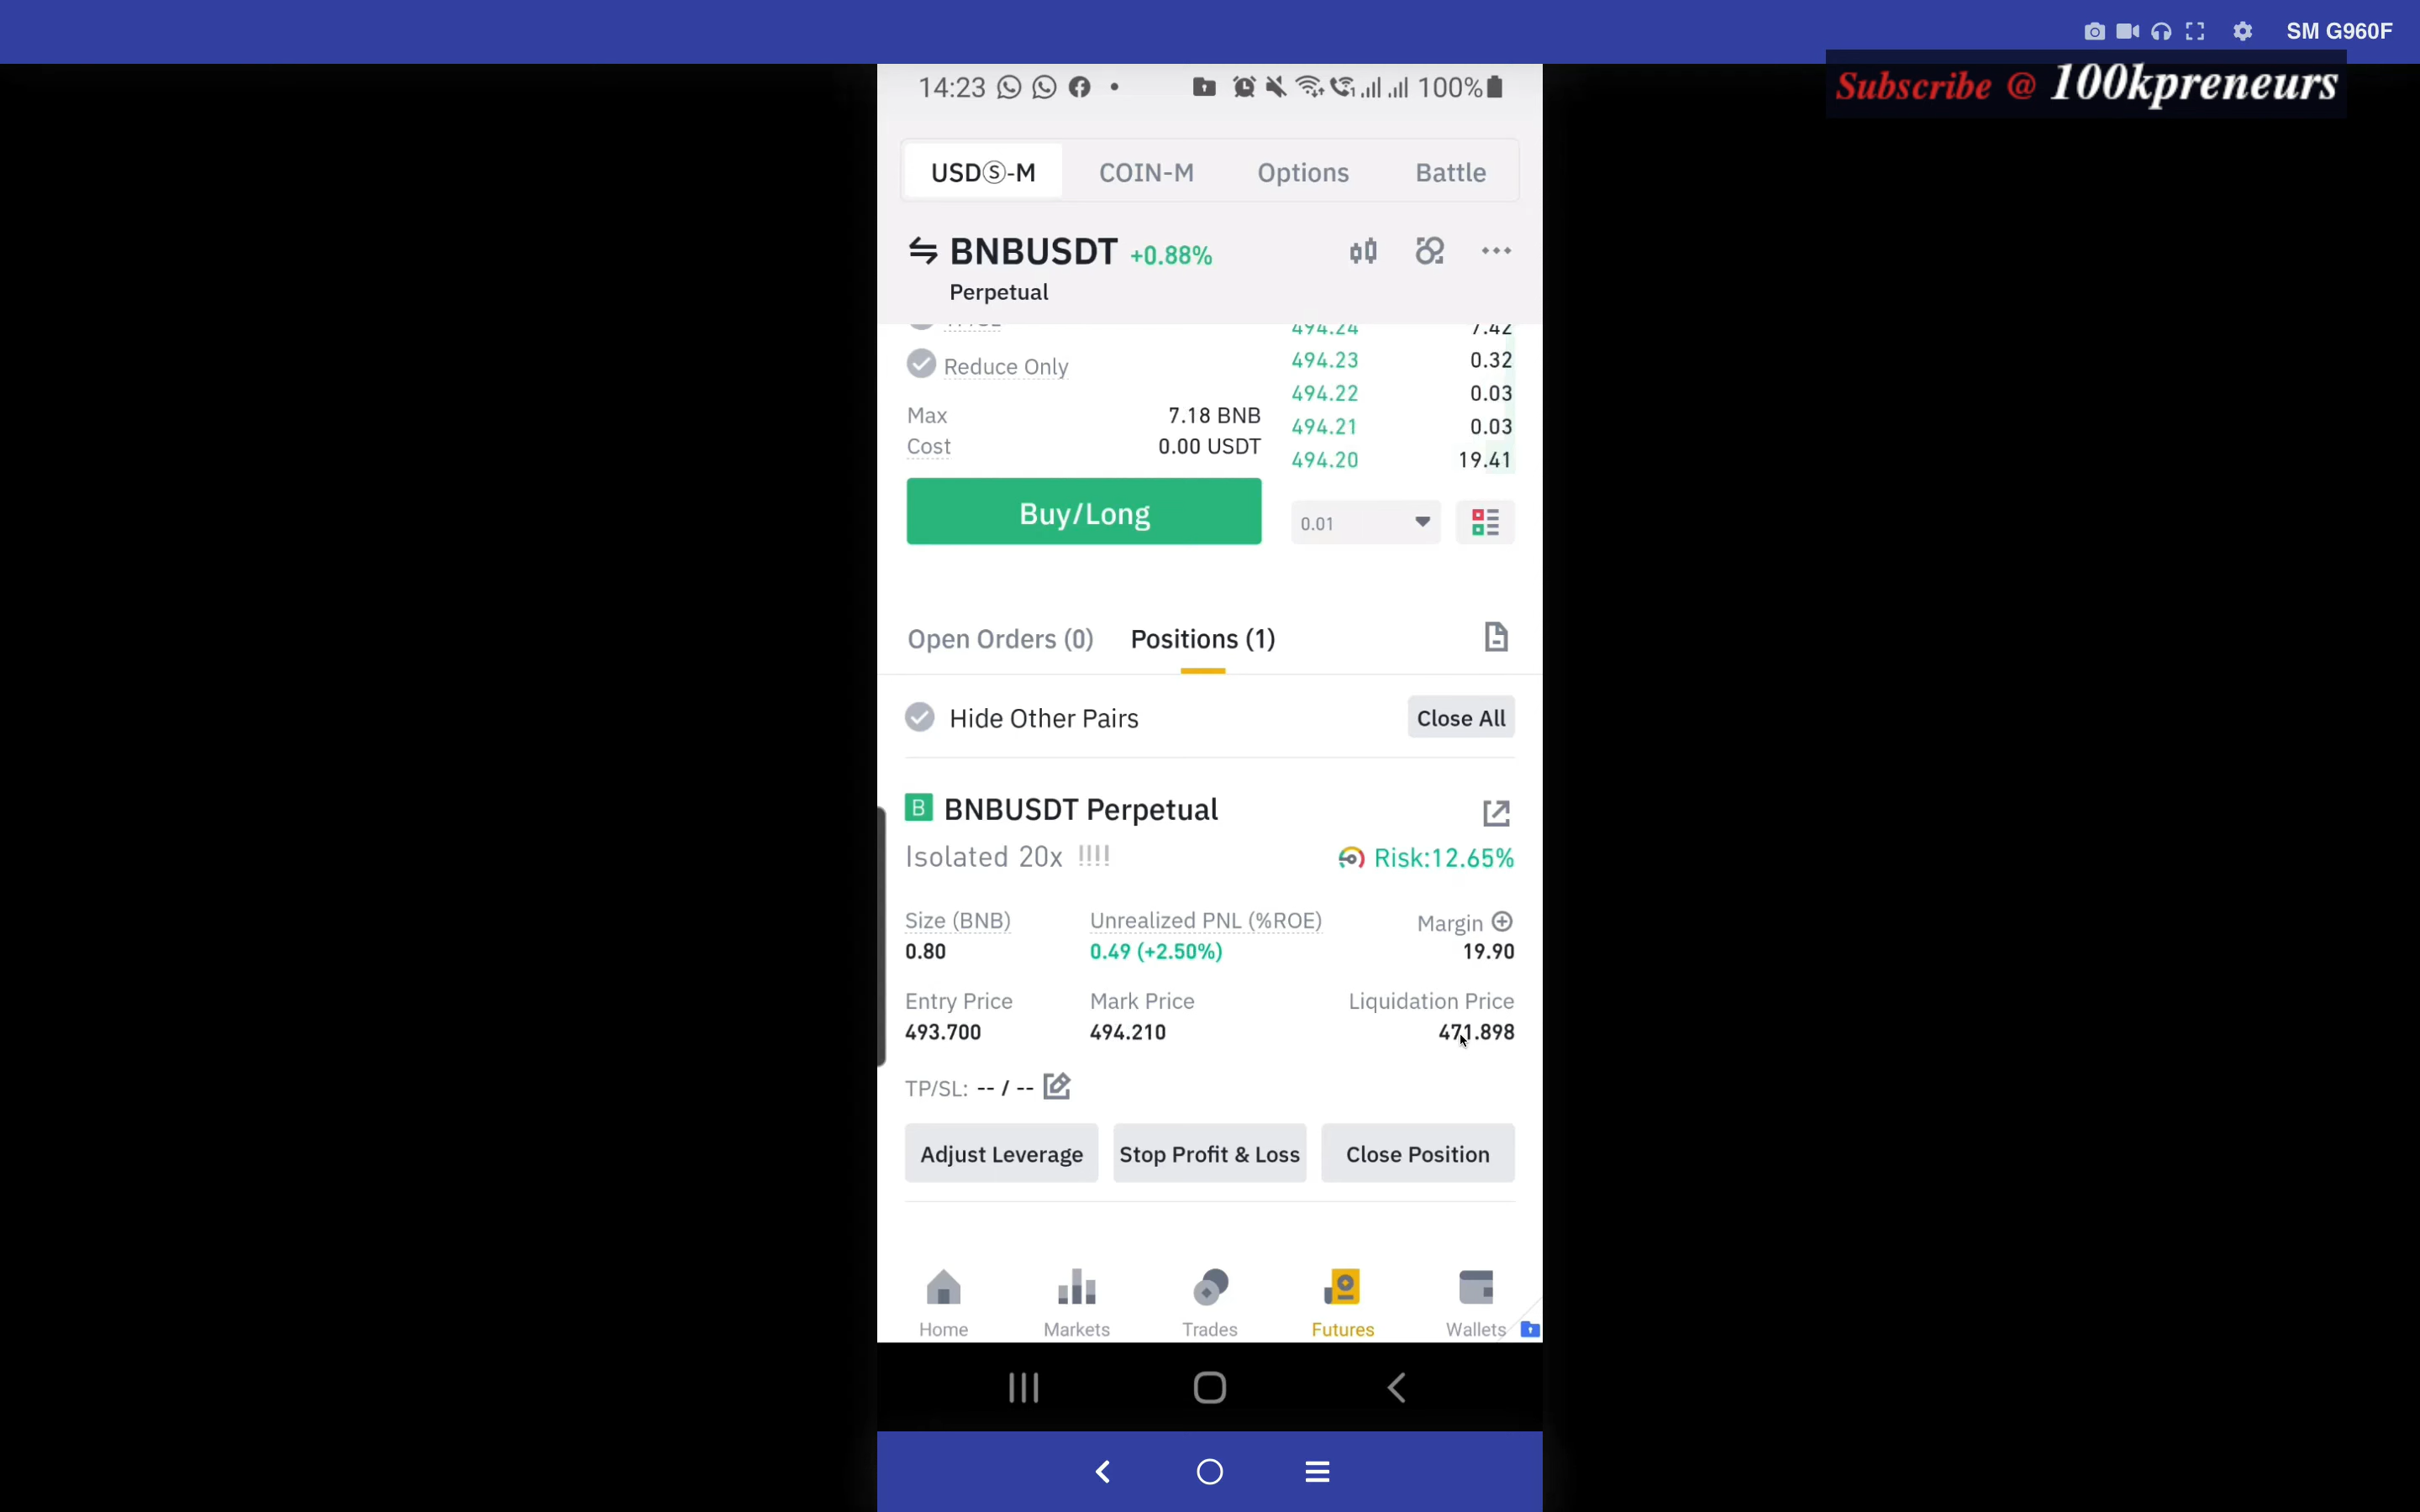 SM G960F
Subscribe @ 100kpreneurs
14:23 100%
USDⓈ-M COIN-M Options Battle
BNBUSDT +0.88%
Perpetual
494.24 7.42
Reduce Only 494.23 0.32
494.22 0.03
Max 7.18 BNB
494.21 0.03
Cost 0.00 USDT
494.20 19.41
Buy/Long 0.01
Open Orders (0) Positions (1)
Hide Other Pairs Close All
B BNBUSDT Perpetual
Isolated 20x !!!! Risk:12.65%
Size (BNB) Unrealized PNL (%ROE) Margin
0.80 0.49 (+2.50%) 19.90
Entry Price Mark Price Liquidation Price
493.700 494.210 471.898
TP/SL: -- / --
Adjust Leverage Stop Profit & Loss Close Position
Home Markets Trades Futures Wallets